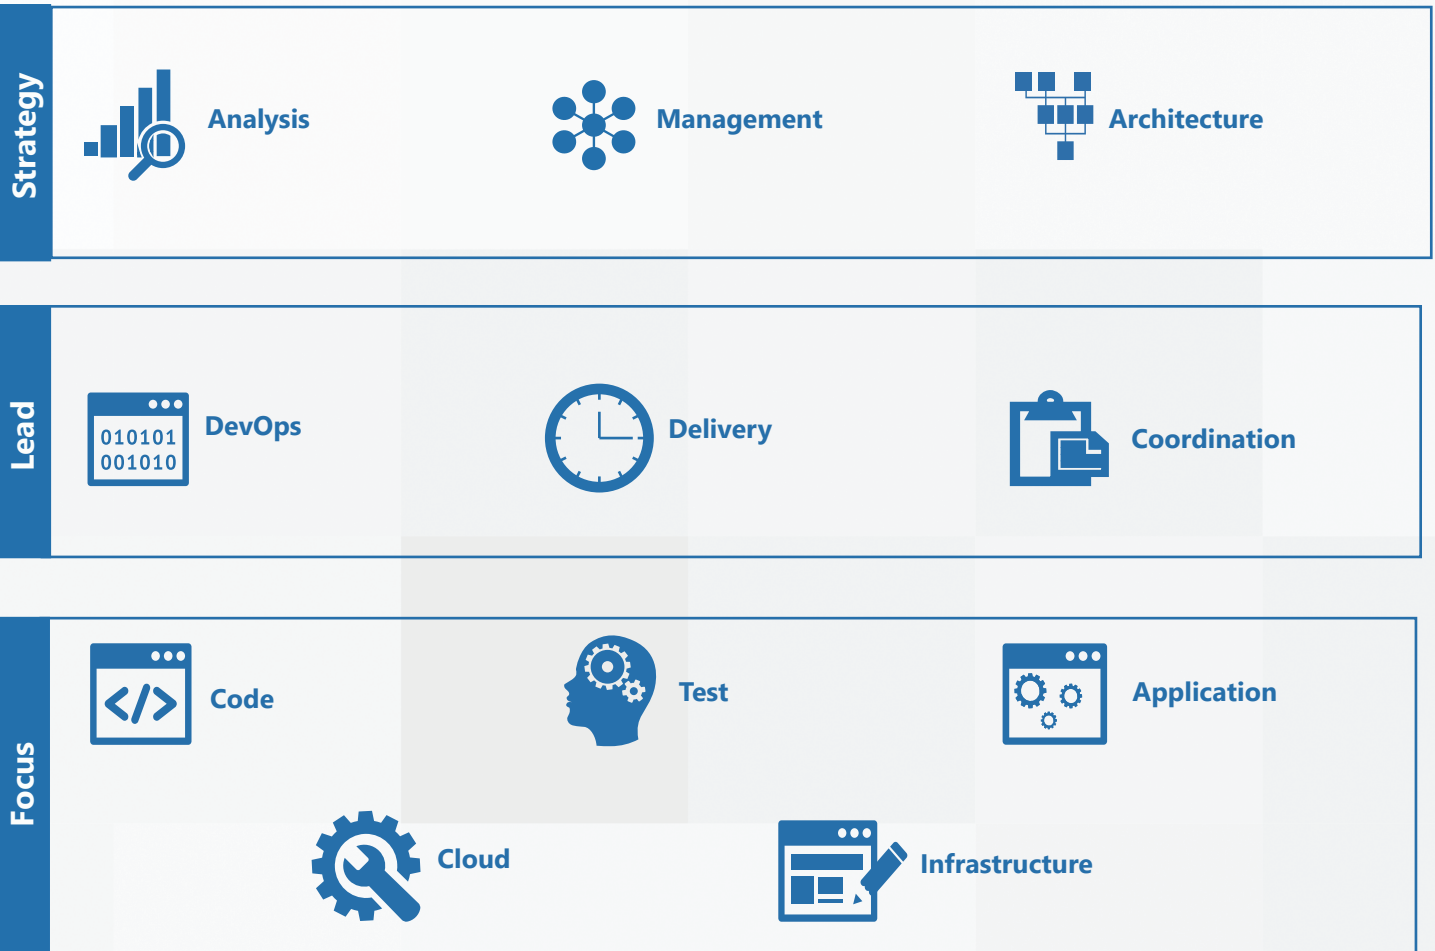 Strategy
Analysis
Management
Architecture
Lead
010101
001010
DevOps
Delivery
Coordination
Focus
</>
Code
Test
Application
Cloud
Infrastructure